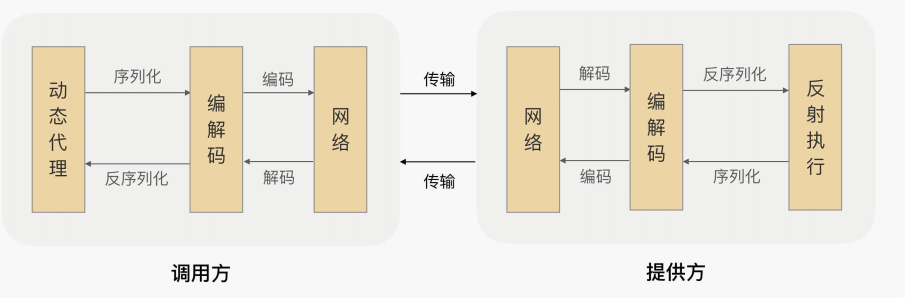 动态代理
序列化
反序列化
编解码
编码
解码
网络
传输
传输
网络
解码
编码
编解码
反序列化
序列化
反射执行
调用方
提供方